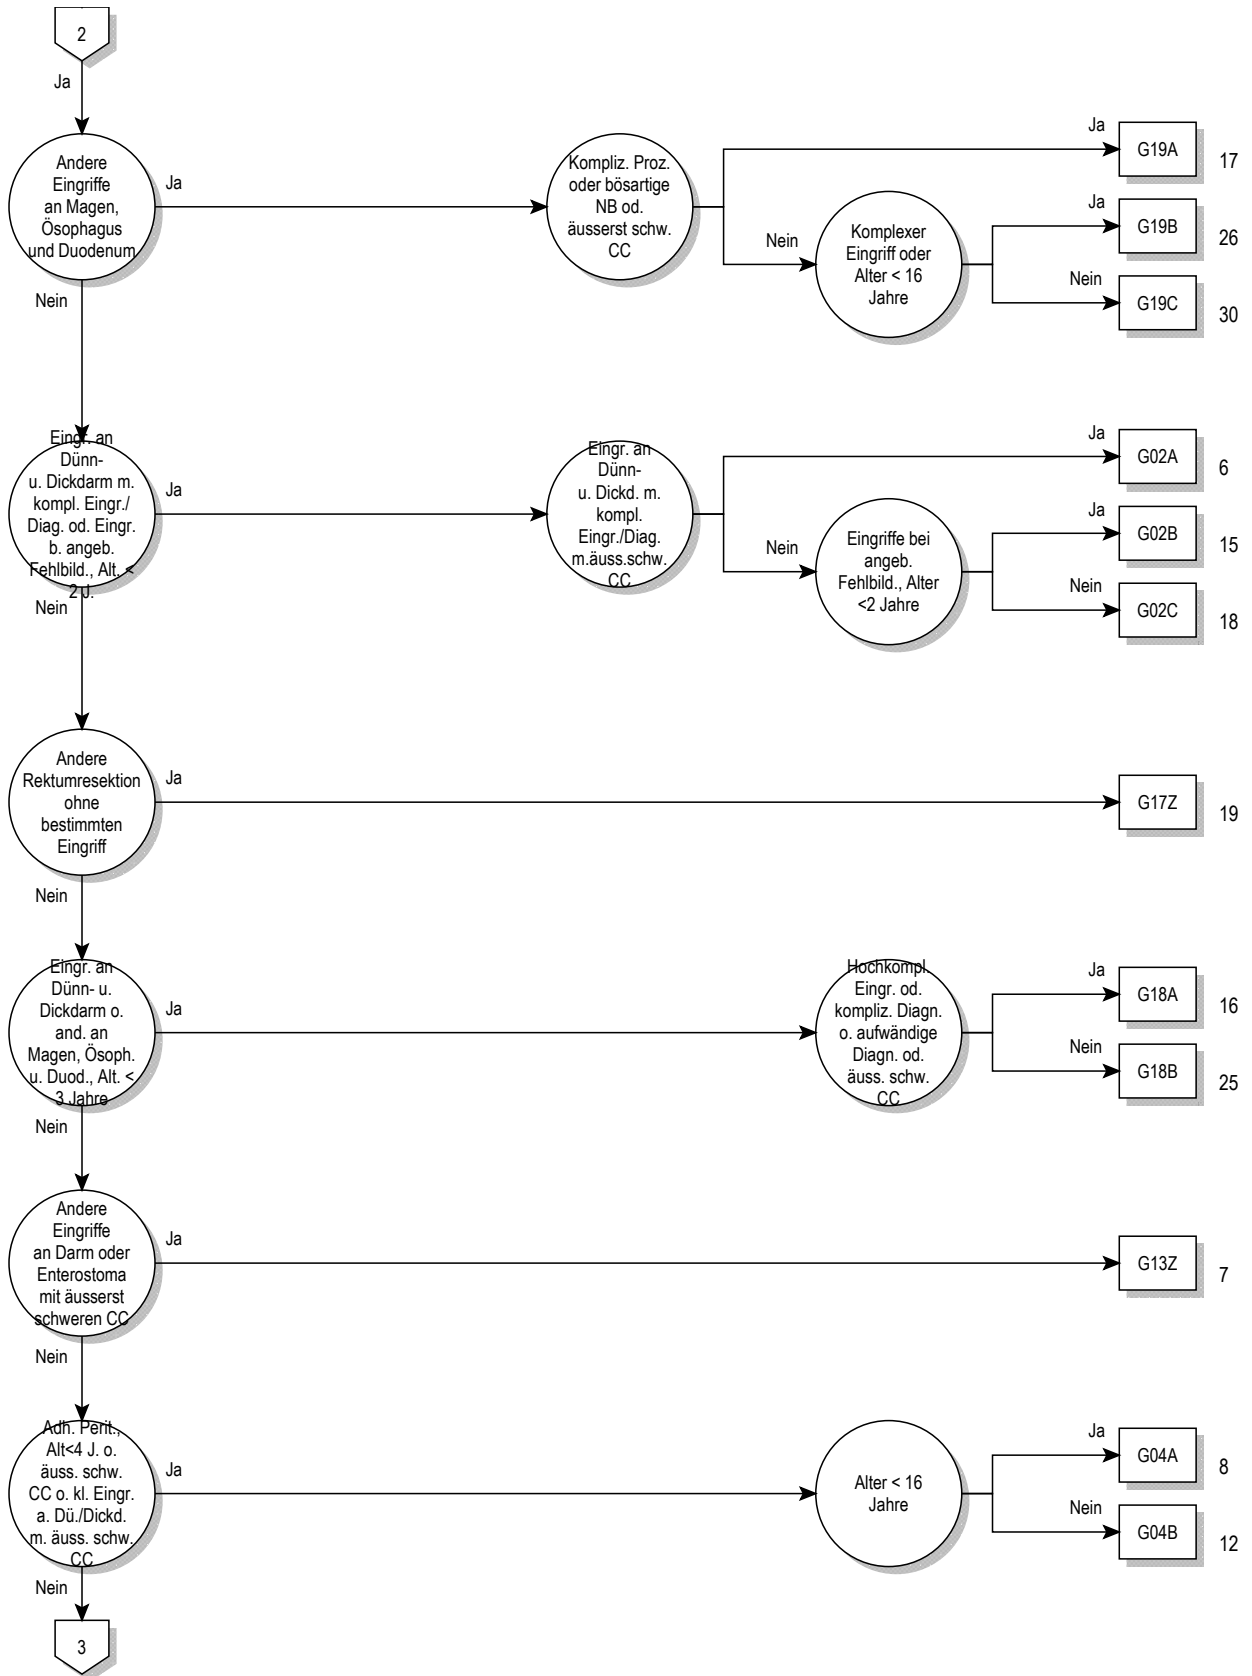 2
Ja
Andere
Eingriffe
an Magen,
Ösophagus
und Duodenum
Ja
Kompliz. Proz.
oder bösartige
NB od.
äusserst schw.
CC
Ja
G19A
17
Nein
Komplexer
Eingriff oder
Alter < 16
Jahre
Ja
G19B
26
Nein
G19C
30
Nein
Eingr. an
Dünn-
u. Dickdarm m.
kompl. Eingr./
Diag. od. Eingr.
b. angeb.
Fehlbild., Alt. <
2 J.
Ja
Eingr. an
Dünn-
u. Dickd. m.
kompl.
Eingr./Diag.
m.äuss.schw.
CC
Ja
G02A
6
Nein
Eingriffe bei
angeb.
Fehlbild., Alter
<2 Jahre
Ja
G02B
15
Nein
G02C
18
Nein
Andere
Rektumresektion
ohne
bestimmten
Eingriff
Ja
G17Z
19
Nein
Eingr. an
Dünn- u.
Dickdarm o.
and. an
Magen, Ösoph.
u. Duod., Alt. <
3 Jahre
Ja
Hochkompl.
Eingr. od.
kompliz. Diagn.
o. aufwändige
Diagn. od.
äuss. schw.
CC
Ja
G18A
16
Nein
G18B
25
Nein
Andere
Eingriffe
an Darm oder
Enterostoma
mit äusserst
schweren CC
Ja
G13Z
7
Nein
Adh. Perit.,
Alt<4 J. o.
äuss. schw.
CC o. kl. Eingr.
a. Dü./Dickd.
m. äuss. schw.
CC
Ja
Alter < 16
Jahre
Ja
G04A
8
Nein
G04B
12
Nein
3